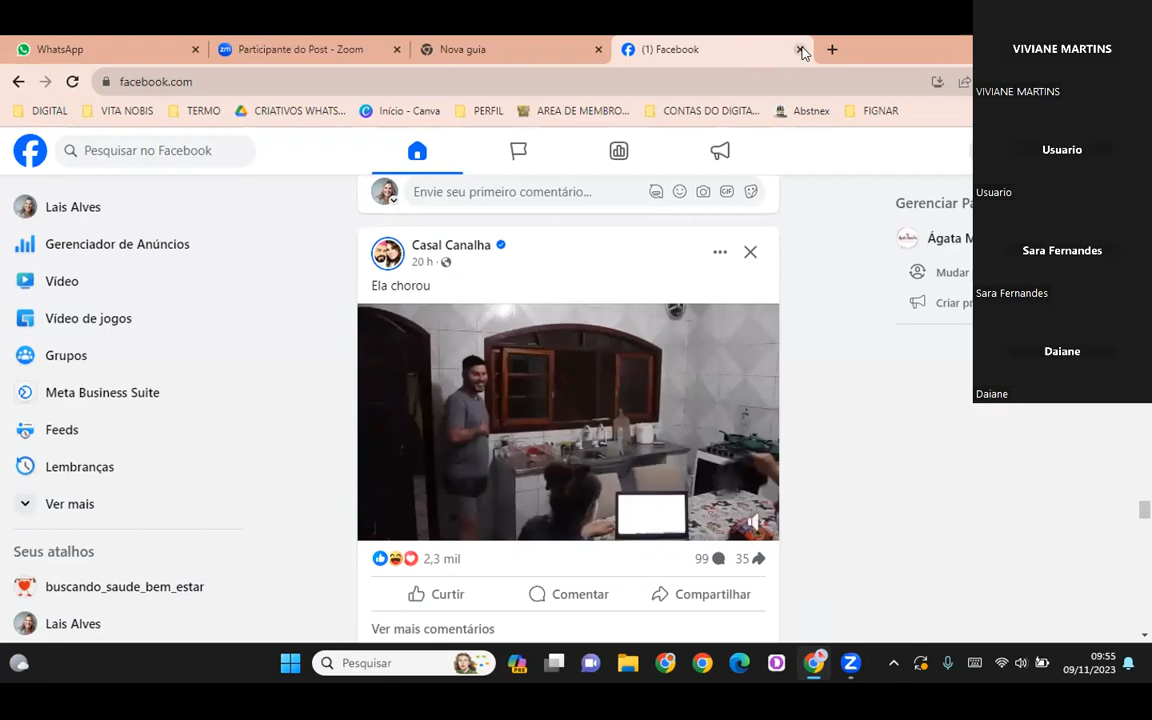 WhatsApp
Participante do Post - Zoom
Nova guia
(1) Facebook
facebook.com
DIGITAL
VITA NOBIS
TERMO
CRIATIVOS WHATS...
Início - Canva
PERFIL
AREA DE MEMBRO...
CONTAS DO DIGITA...
Abstnex
FIGNAR
Pesquisar no Facebook
Envie seu primeiro comentário...
GIF
Lais Alves
Gerenciador de Anúncios
Vídeo
Vídeo de jogos
Grupos
Meta Business Suite
Feeds
Lembranças
Ver mais
Seus atalhos
buscando_saude_bem_estar
Lais Alves
Casal Canalha
20 h ·
Ela chorou
2,3 mil
99
35
Curtir
Comentar
Compartilhar
Ver mais comentários
Gerenciar Pá
Ágata M
Mudar
Criar pr
VIVIANE MARTINS
VIVIANE MARTINS
Usuario
Usuario
Sara Fernandes
Sara Fernandes
Daiane
Daiane
Pesquisar
PRE
09:55
09/11/2023